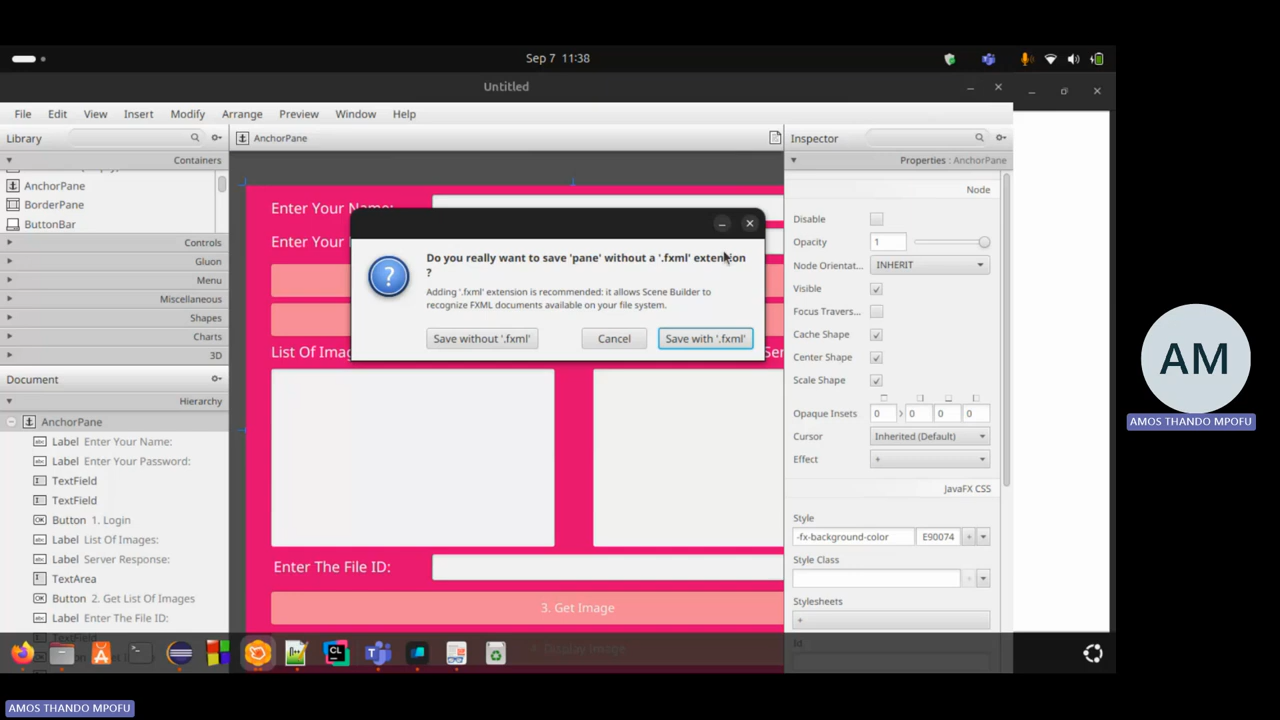 Sep 7 11:38
Untitled
File Edit View Insert Modify Arrange Preview Window Help
Library
AnchorPane
Inspector
Containers
AnchorPane
BorderPane
ButtonBar
Controls
Gluon
Menu
Miscellaneous
Shapes
Charts
3D
Document
Hierarchy
AnchorPane
Label Enter Your Name:
Label Enter Your Password:
TextField
TextField
Button 1. Login
Label List Of Images:
Label Server Response:
TextArea
Button 2. Get List Of Images
Label Enter The File ID:
TextField
Enter Your Name:
Enter Your
Do you really want to save 'pane' without a '.fxml' extension
?
Adding '.fxml' extension is recommended: it allows Scene Builder to
recognize FXML documents available on your file system.
Save without '.fxml' Cancel Save with '.fxml'
List Of Ima
Ser
Enter The File ID:
3. Get Image
4. Display Image
Properties : AnchorPane
Node
Disable
Opacity 1
Node Orientat... INHERIT
Visible
Focus Travers...
Cache Shape
Center Shape
Scale Shape
Opaque Insets 0 0 0 0
Cursor Inherited (Default)
Effect +
JavaFX CSS
Style
-fx-background-color E90074 +
Style Class
+
Stylesheets
+
Id
CL
AM
AMOS THANDO MPOFU
AMOS THANDO MPOFU